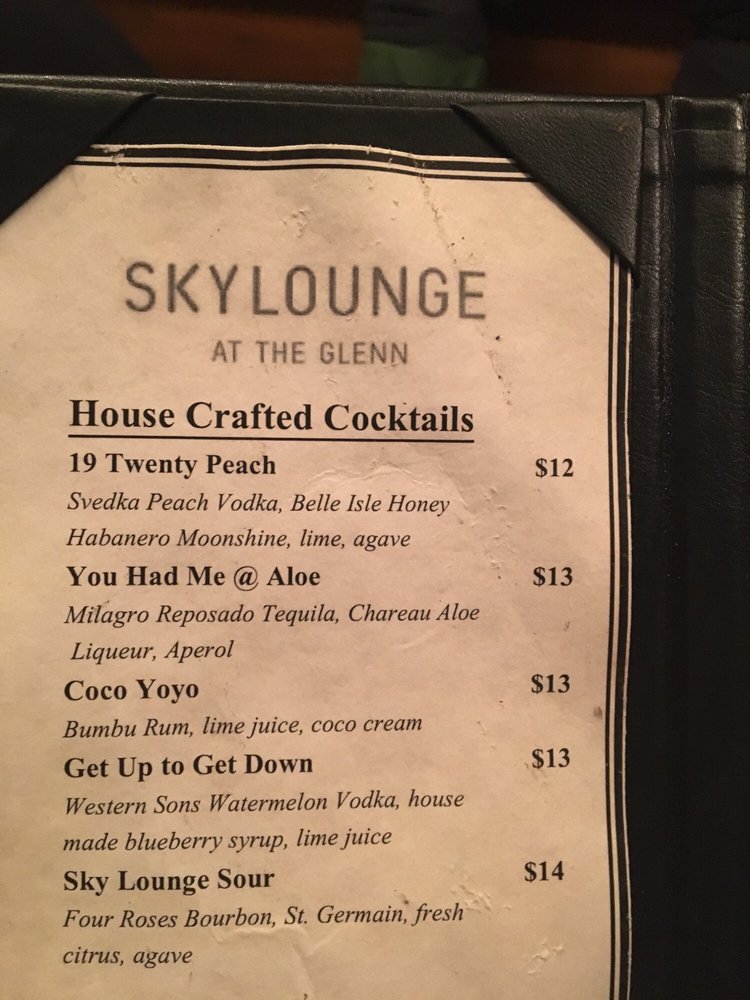 SKYLOUNGE
AT THE GLENN
House Crafted Cocktails
19 Twenty Peach $12
Svedka Peach Vodka, Belle Isle Honey
Habanero Moonshine, lime, agave
You Had Me @ Aloe $13
Milagro Reposado Tequila, Chareau Aloe
Liqueur, Aperol
Coco Yoyo $13
Bumbu Rum, lime juice, coco cream
Get Up to Get Down $13
Western Sons Watermelon Vodka, house
made blueberry syrup, lime juice
Sky Lounge Sour $14
Four Roses Bourbon, St. Germain, fresh
citrus, agave